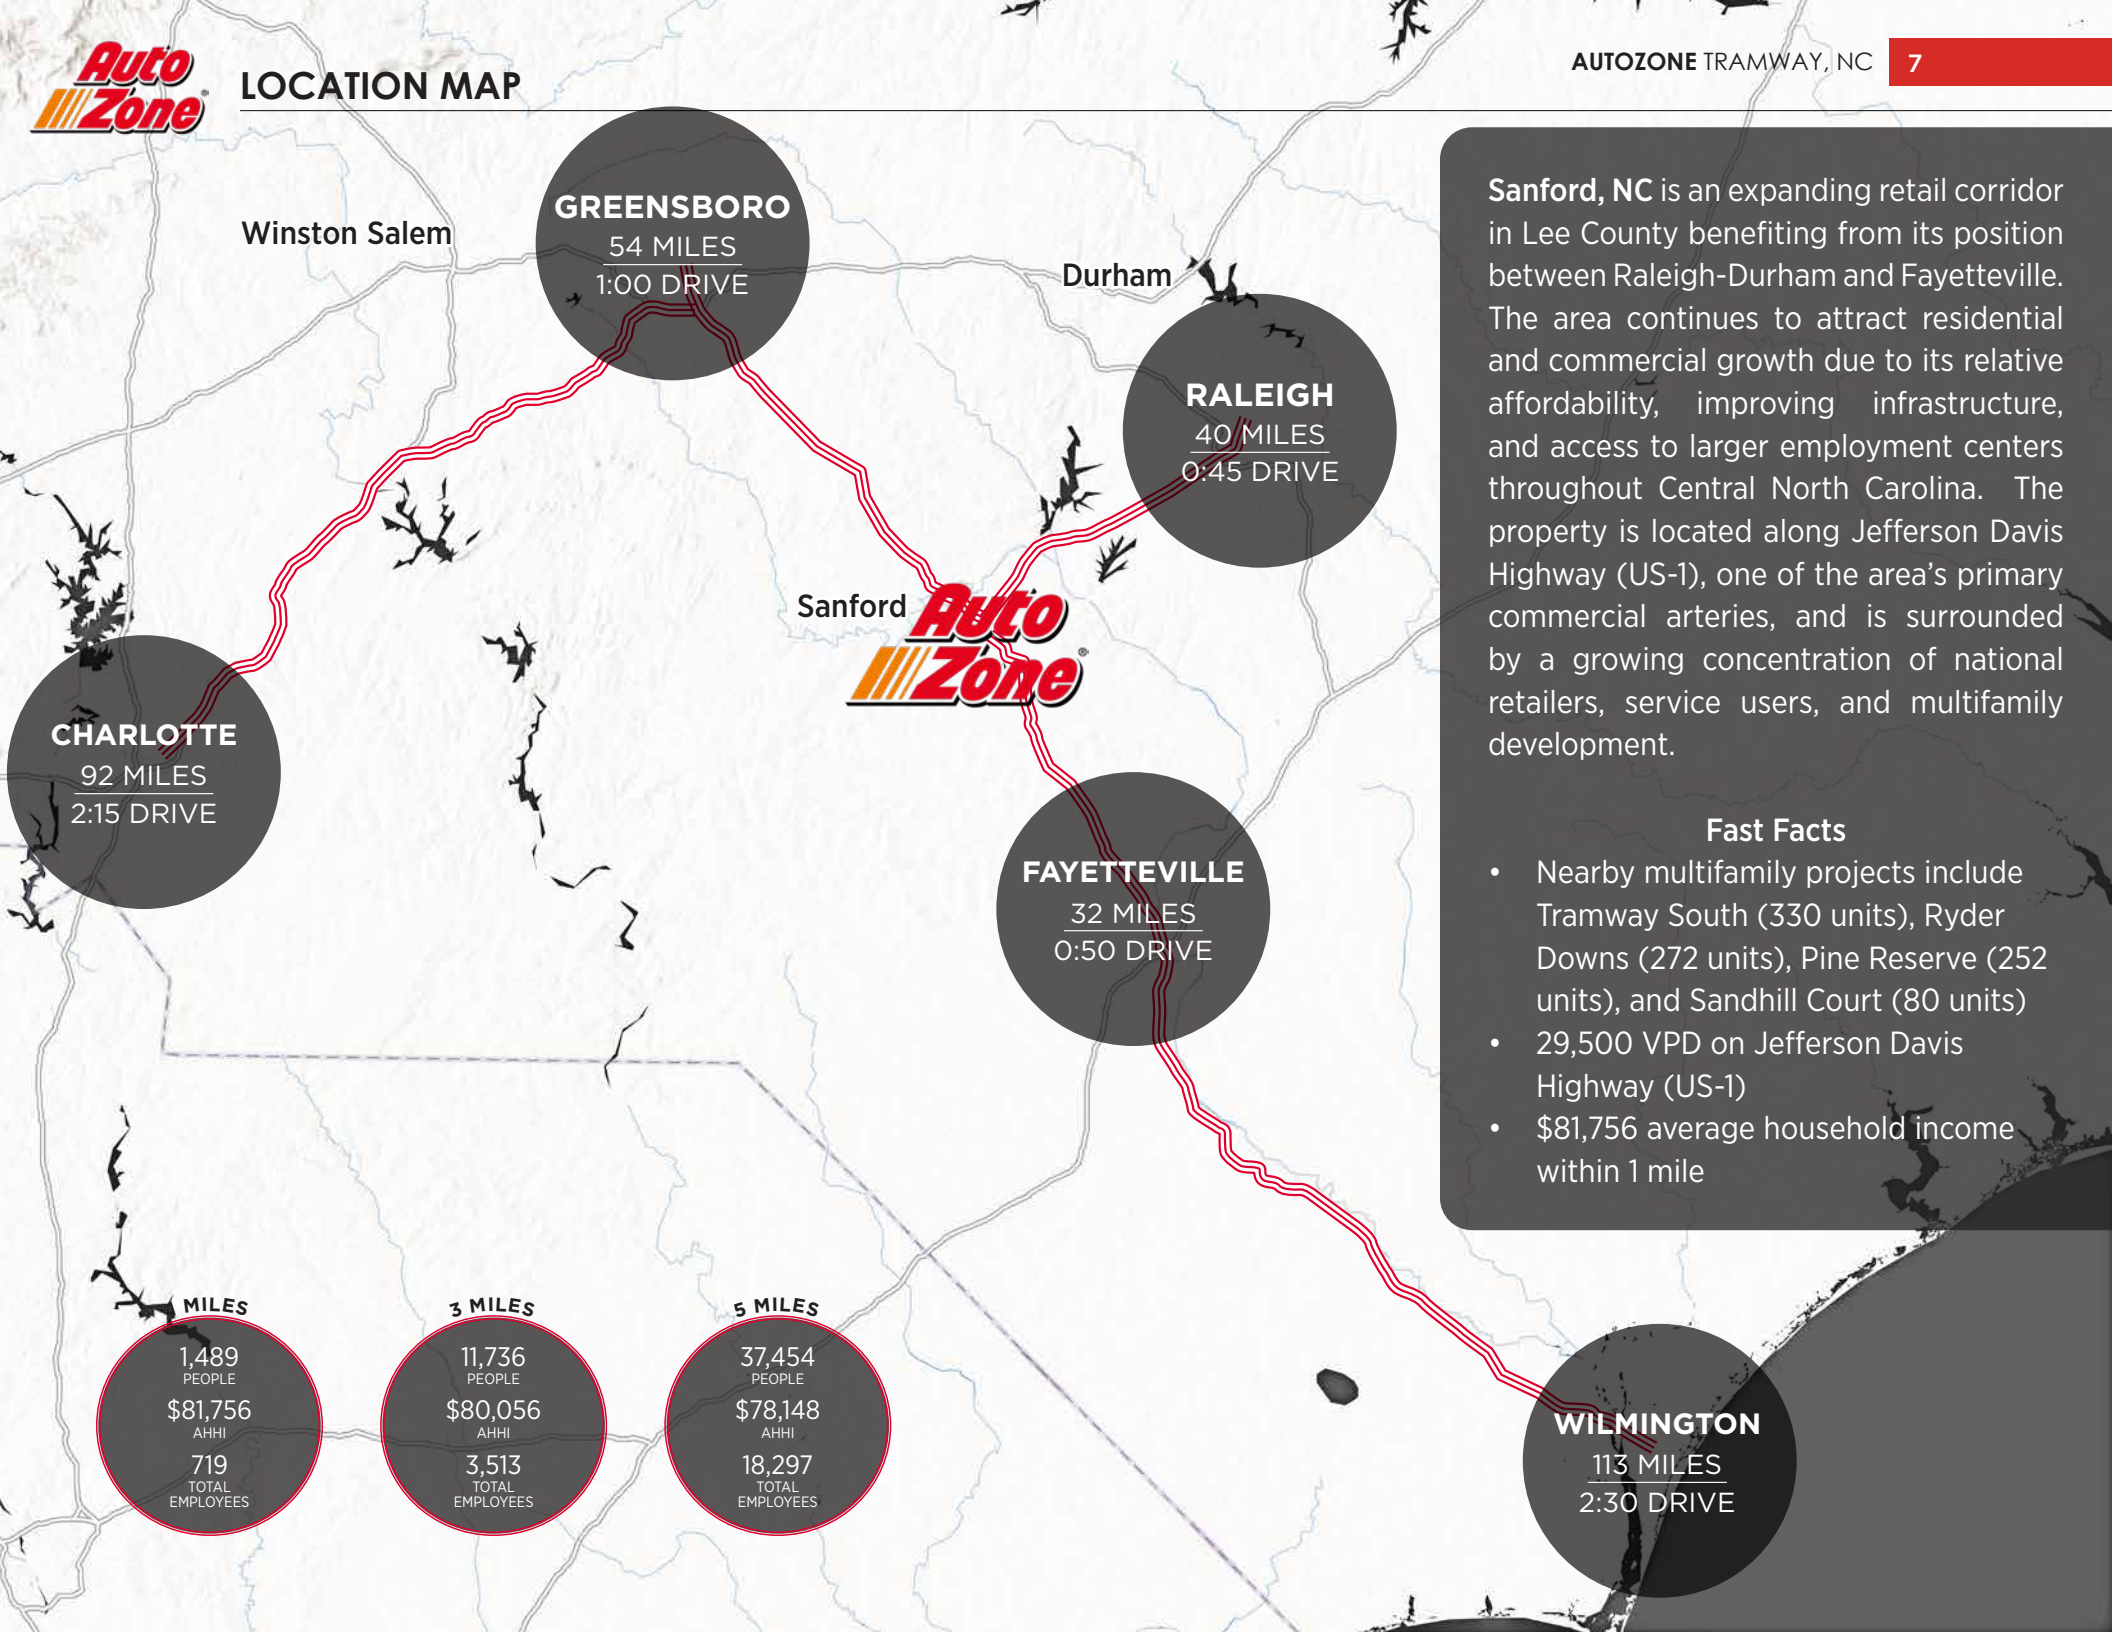 Auto
Zone®
LOCATION MAP
AUTOZONE TRAMWAY, NC 7
GREENSBORO
54 MILES
1:00 DRIVE
Winston Salem
Durham
RALEIGH
40 MILES
0:45 DRIVE
Sanford
Auto
Zone®
CHARLOTTE
92 MILES
2:15 DRIVE
FAYETTEVILLE
32 MILES
0:50 DRIVE
WILMINGTON
113 MILES
2:30 DRIVE
Sanford, NC is an expanding retail corridor
in Lee County benefiting from its position
between Raleigh-Durham and Fayetteville.
The area continues to attract residential
and commercial growth due to its relative
affordability, improving infrastructure,
and access to larger employment centers
throughout Central North Carolina. The
property is located along Jefferson Davis
Highway (US-1), one of the area's primary
commercial arteries, and is surrounded
by a growing concentration of national
retailers, service users, and multifamily
development.
Fast Facts
• Nearby multifamily projects include
Tramway South (330 units), Ryder
Downs (272 units), Pine Reserve (252
units), and Sandhill Court (80 units)
• 29,500 VPD on Jefferson Davis
Highway (US-1)
• $81,756 average household income
within 1 mile
MILES
1,489
PEOPLE
$81,756
AHHI
719
TOTAL
EMPLOYEES
3 MILES
11,736
PEOPLE
$80,056
AHHI
3,513
TOTAL
EMPLOYEES
5 MILES
37,454
PEOPLE
$78,148
AHHI
18,297
TOTAL
EMPLOYEES